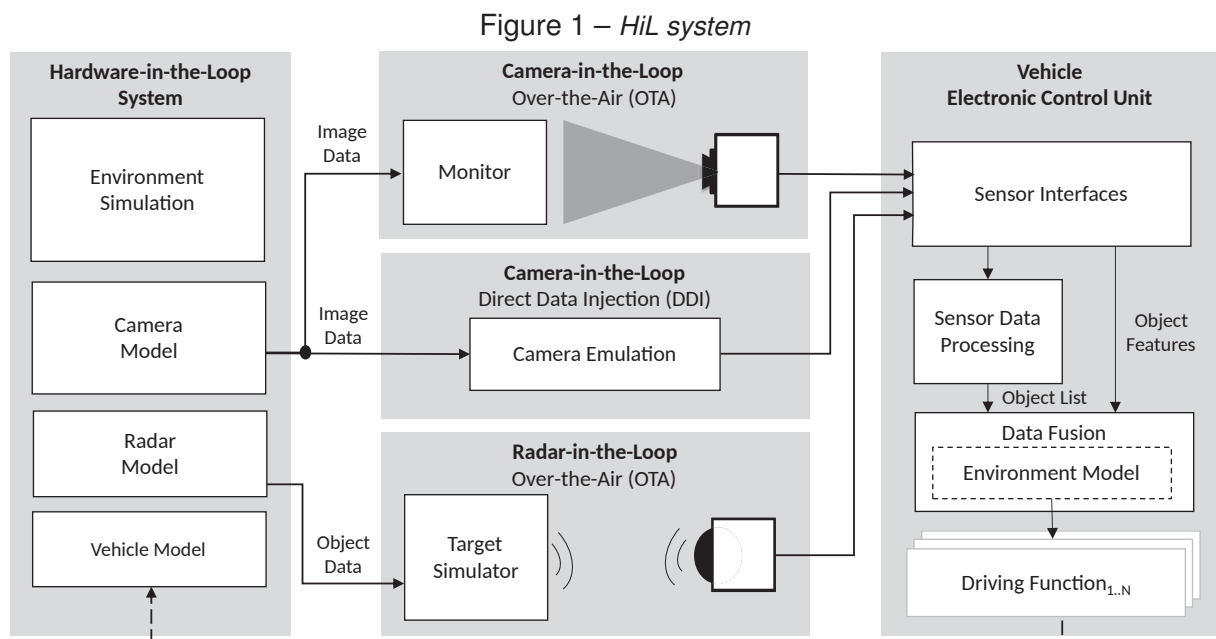 Figure 1 – HiL system
Hardware-in-the-Loop
System
Environment
Simulation
Camera
Model
Radar
Model
Vehicle Model
Image
Data
Image
Data
Object
Data
Camera-in-the-Loop
Over-the-Air (OTA)
Monitor
Camera-in-the-Loop
Direct Data Injection (DDI)
Camera Emulation
Radar-in-the-Loop
Over-the-Air (OTA)
Target
Simulator
Vehicle
Electronic Control Unit
Sensor Interfaces
Sensor Data
Processing
Object
Features
Object List
Data Fusion
Environment Model
Driving Function1..N